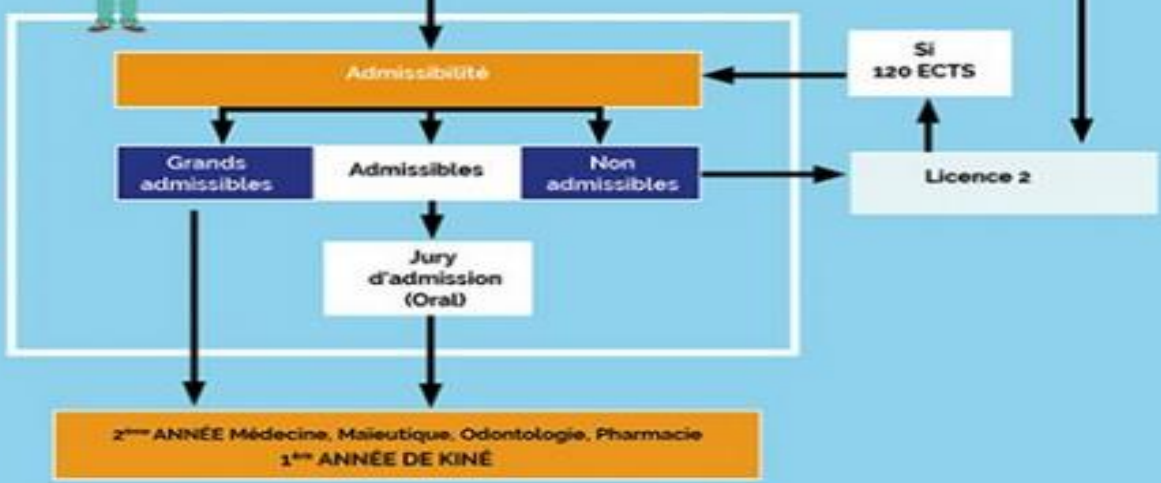 Admissibilité
Si
120 ECTS
Grands
admissibles
Admissibles
Non
admissibles
Licence 2
Jury
d'admission
(Oral)
2ème ANNÉE Médecine, Maïeutique, Odontologie, Pharmacie
1ère ANNÉE DE KINÉ